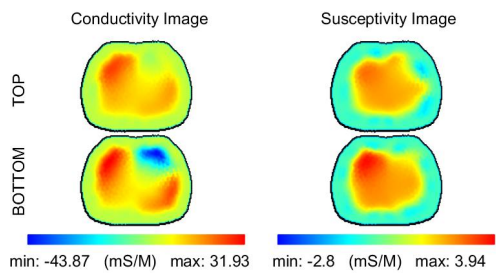 Conductivity Image
Susceptivity Image
TOP
BOTTOM
min: -43.87 (mS/M) max: 31.93
min: -2.8 (mS/M) max: 3.94